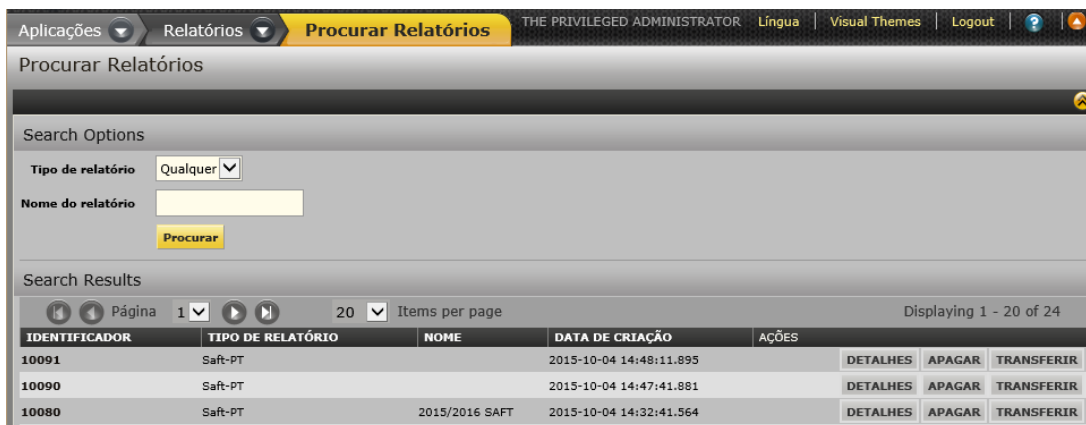 Aplicações Relatórios Procurar Relatórios THE PRIVILEGED ADMINISTRATOR Língua | Visual Themes | Logout | ? |
Procurar Relatórios
Search Options
Tipo de relatório Qualquer
Nome do relatório
Procurar
Search Results
Página 1 20 Items per page Displaying 1 - 20 of 24
IDENTIFICADOR TIPO DE RELATÓRIO NOME DATA DE CRIAÇÃO AÇÕES
10091 Saft-PT 2015-10-04 14:48:11.895 DETALHES APAGAR TRANSFERIR
10090 Saft-PT 2015-10-04 14:47:41.881 DETALHES APAGAR TRANSFERIR
10080 Saft-PT 2015/2016 SAFT 2015-10-04 14:32:41.564 DETALHES APAGAR TRANSFERIR